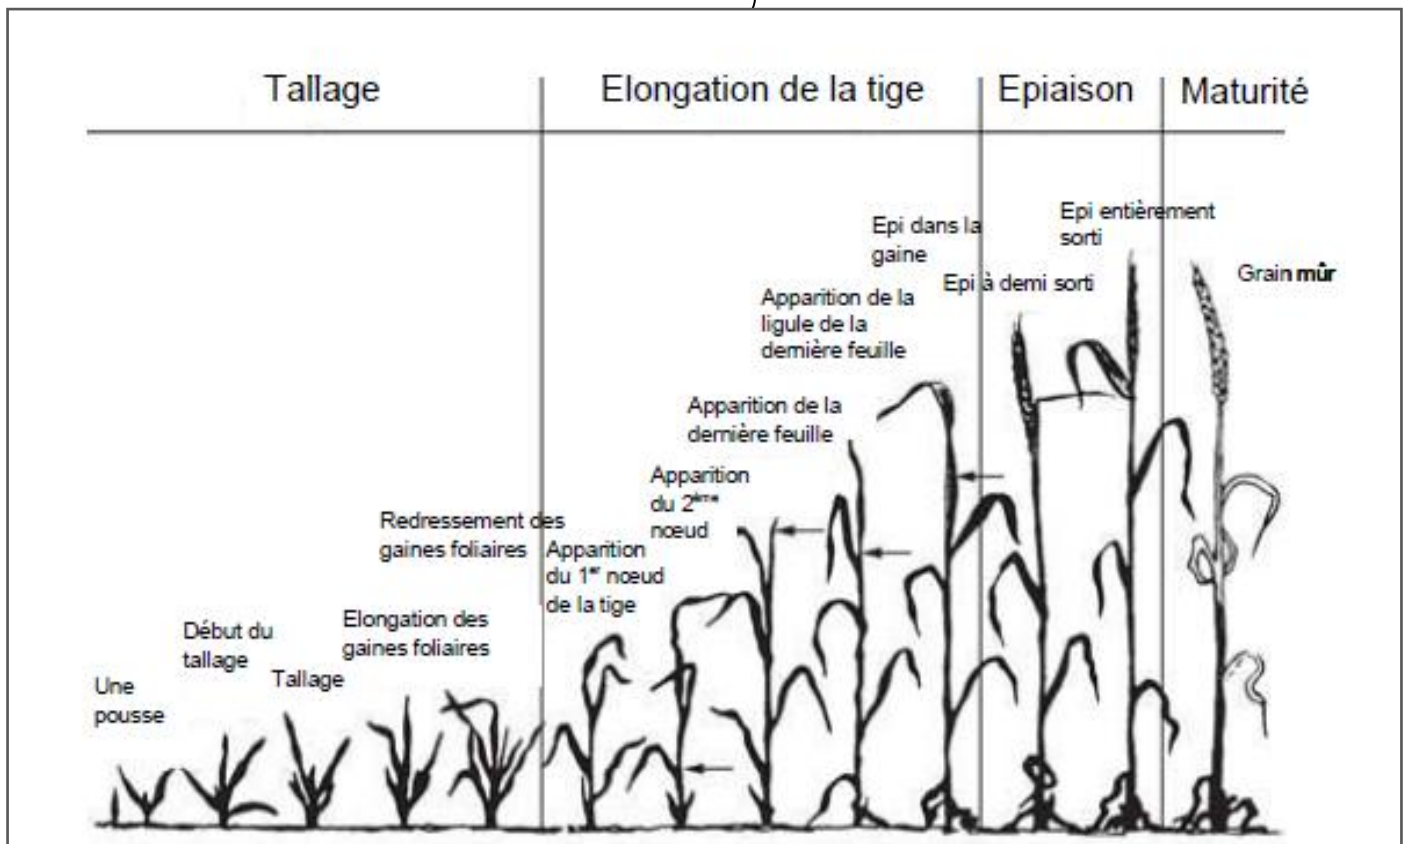 Tallage
Elongation de la tige
Epiaison
Maturité
Une
pousse
Début du
tallage
Tallage
Elongation des
gaines foliaires
Redressement des
gaines foliaires
Apparition
du 1er nœud
de la tige
Apparition
du 2ème
nœud
Apparition de la
dernière feuille
Apparition de la
ligule de la
dernière feuille
Epi dans la
gaine
Epi à demi sorti
Epi entièrement
sorti
Grain mûr